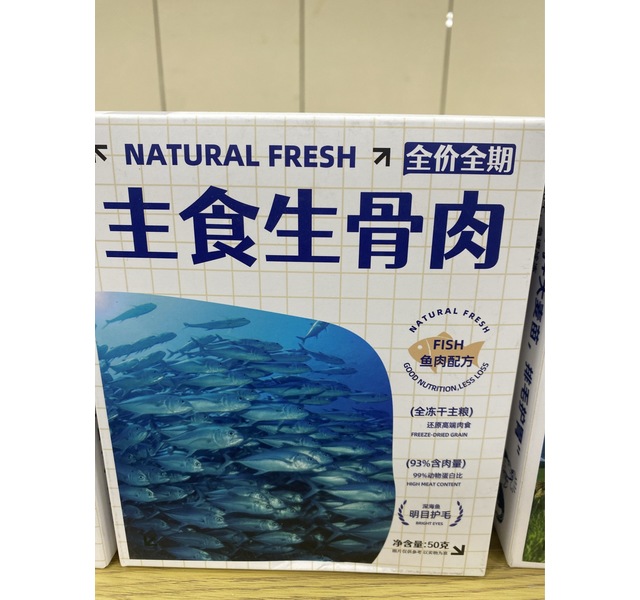 NATURAL FRESH
全价全期
主食生骨肉
NATURAL FRESH
FISH
鱼肉配方
GOOD NUTRITION,LESS LOSS
(全冻干主粮)
还原高端肉食
FREEZE-DRIED GRAIN
(93%含肉量)
99%动物蛋白比
HIGH MEAT CONTENT
深海鱼
明目护毛
BRIGHT EYES
净含量:50克